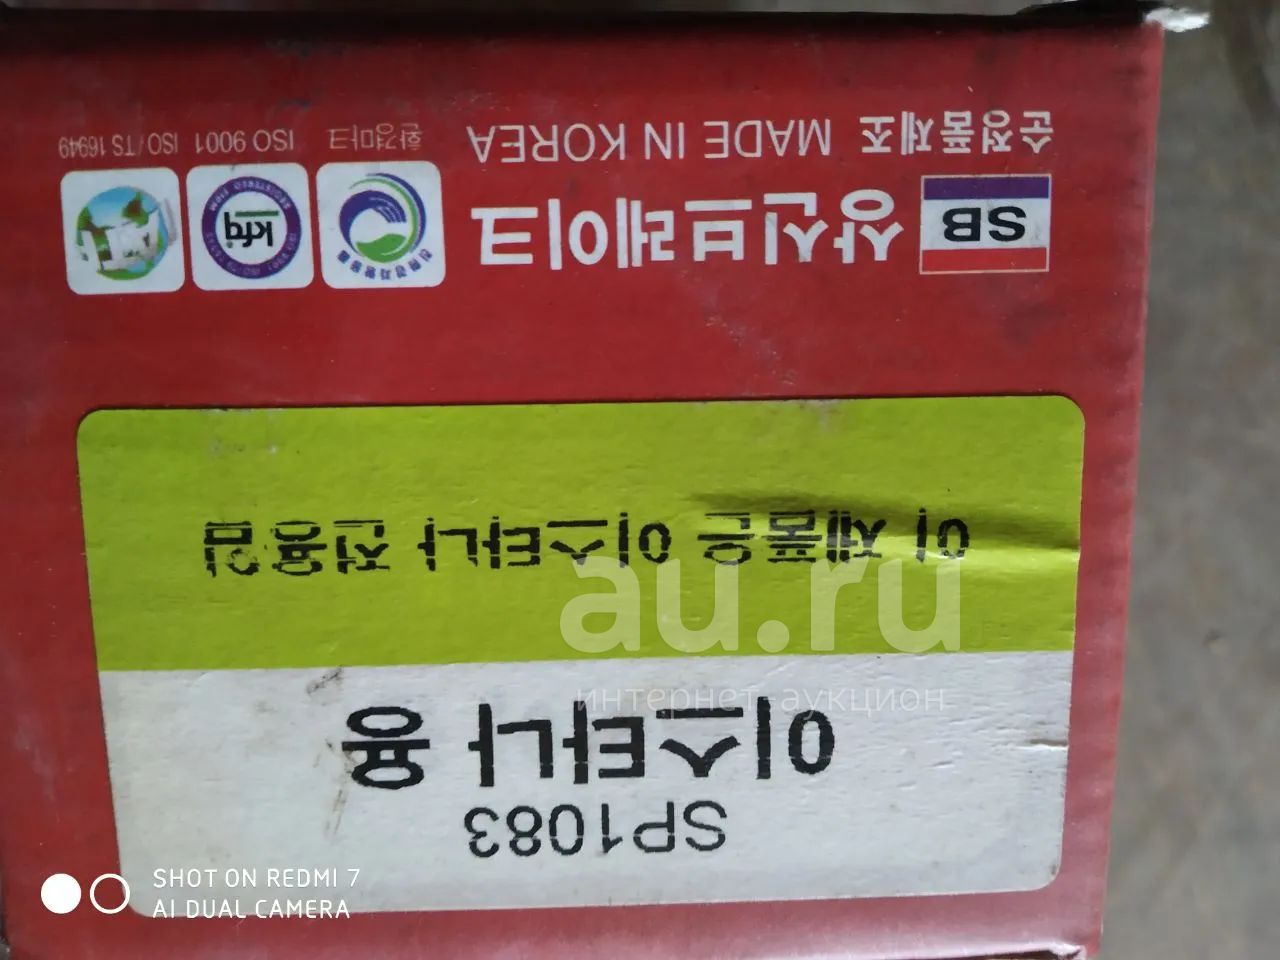 SP1083
이스타나 용
이 제품은 이스타나 전용입
SB 상신브레이크
순정품제조 MADE IN KOREA
환경마크 ISO 9001 ISO / TS 16949
kfq
au.ru
интернет-аукцион
SHOT ON REDMI 7
AI DUAL CAMERA